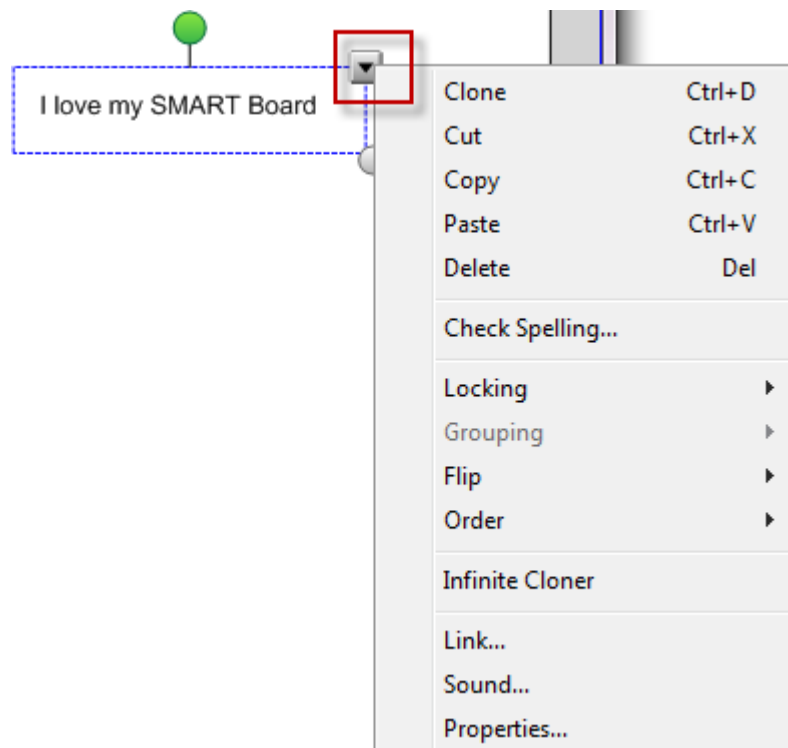 I love my SMART Board
Clone Ctrl+D
Cut Ctrl+X
Copy Ctrl+C
Paste Ctrl+V
Delete Del
Check Spelling...
Locking
Grouping
Flip
Order
Infinite Cloner
Link...
Sound...
Properties...